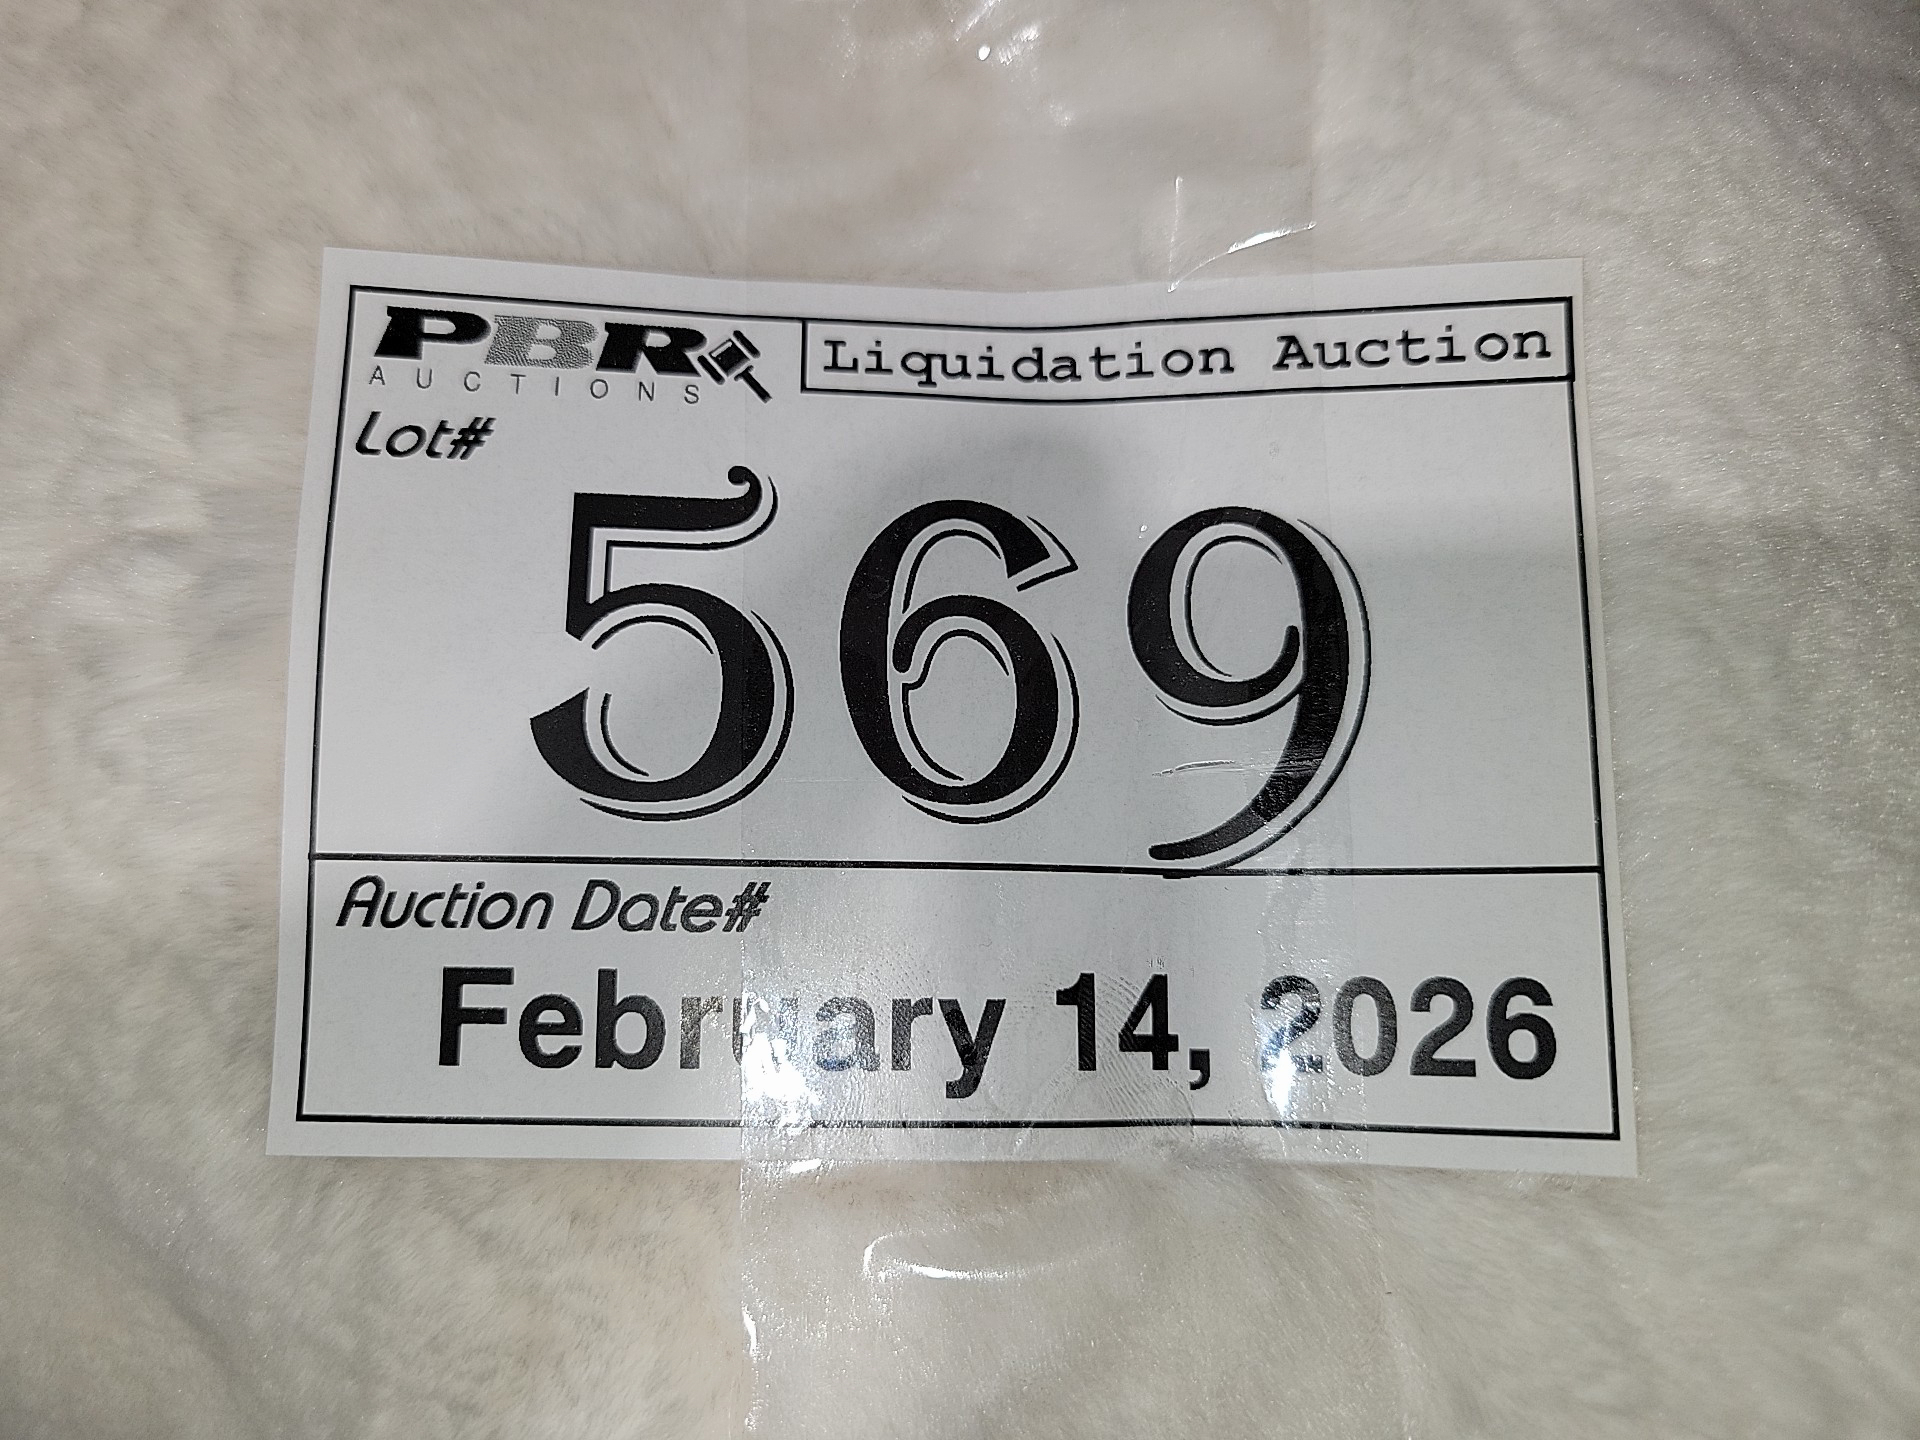 PBR
AUCTIONS
Liquidation Auction
Lot#
569
Auction Date#
February 14, 2026